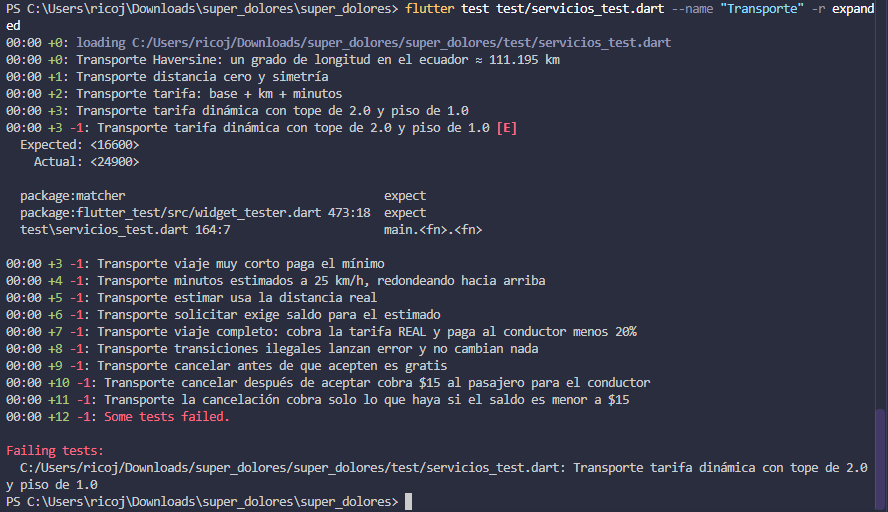 PS C:\Users\ricoj\Downloads\super_dolores\super_dolores> flutter test test/servicios_test.dart --name "Transporte" -r expand
ed
00:00 +0: loading C:/Users/ricoj/Downloads/super_dolores/super_dolores/test/servicios_test.dart
00:00 +0: Transporte Haversine: un grado de longitud en el ecuador ≈ 111.195 km
00:00 +1: Transporte distancia cero y simetría
00:00 +2: Transporte tarifa: base + km + minutos
00:00 +3: Transporte tarifa dinámica con tope de 2.0 y piso de 1.0
00:00 +3 -1: Transporte tarifa dinámica con tope de 2.0 y piso de 1.0 [E]
  Expected: <16600>
    Actual: <24900>

  package:matcher                                     expect
  package:flutter_test/src/widget_tester.dart 473:18  expect
  test\servicios_test.dart 164:7                      main.<fn>.<fn>

00:00 +3 -1: Transporte viaje muy corto paga el mínimo
00:00 +4 -1: Transporte minutos estimados a 25 km/h, redondeando hacia arriba
00:00 +5 -1: Transporte estimar usa la distancia real
00:00 +6 -1: Transporte solicitar exige saldo para el estimado
00:00 +7 -1: Transporte viaje completo: cobra la tarifa REAL y paga al conductor menos 20%
00:00 +8 -1: Transporte transiciones ilegales lanzan error y no cambian nada
00:00 +9 -1: Transporte cancelar antes de que acepten es gratis
00:00 +10 -1: Transporte cancelar después de aceptar cobra $15 al pasajero para el conductor
00:00 +11 -1: Transporte la cancelación cobra solo lo que haya si el saldo es menor a $15
00:00 +12 -1: Some tests failed.

Failing tests:
  C:/Users/ricoj/Downloads/super_dolores/super_dolores/test/servicios_test.dart: Transporte tarifa dinámica con tope de 2.0
y piso de 1.0
PS C:\Users\ricoj\Downloads\super_dolores\super_dolores>